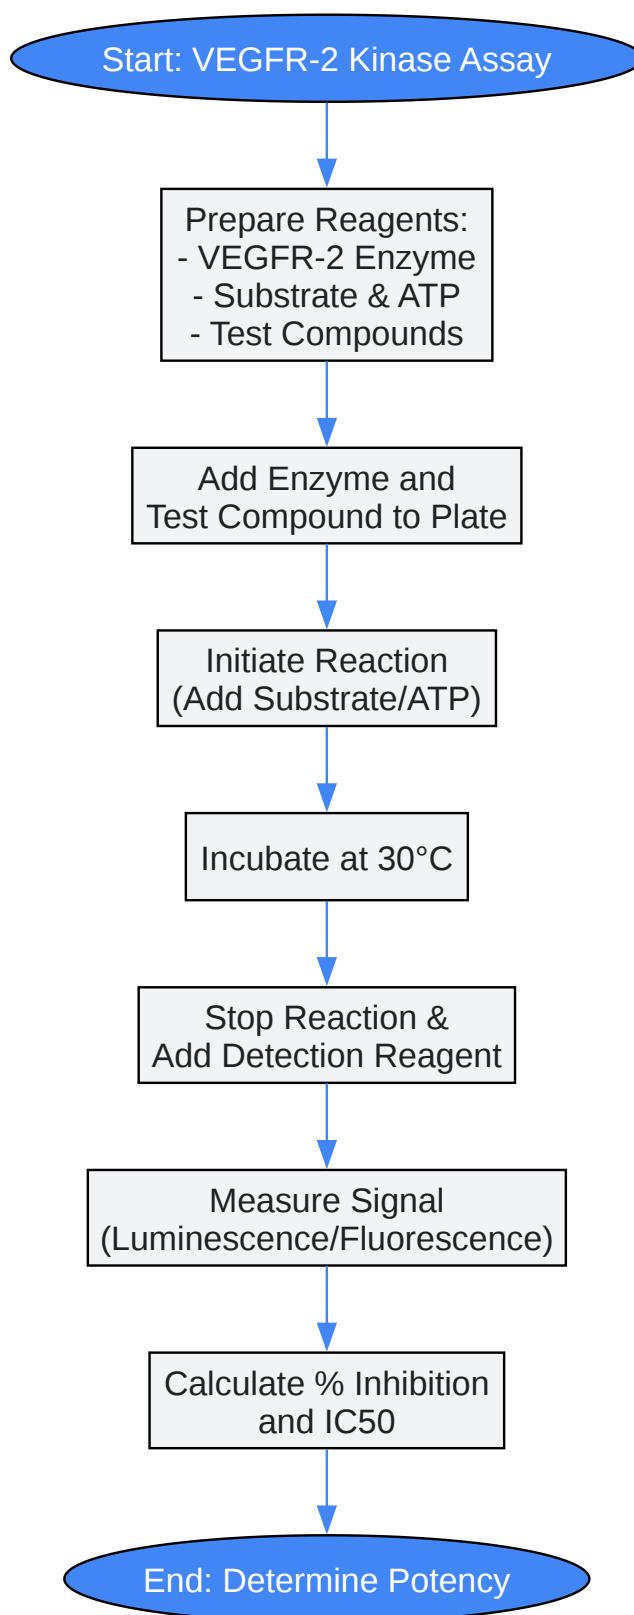 Start: VEGFR-2 Kinase Assay
Prepare Reagents:
- VEGFR-2 Enzyme
- Substrate & ATP
- Test Compounds
Add Enzyme and
Test Compound to Plate
Initiate Reaction
(Add Substrate/ATP)
Incubate at 30°C
Stop Reaction &
Add Detection Reagent
Measure Signal
(Luminescence/Fluorescence)
Calculate % Inhibition
and IC50
End: Determine Potency